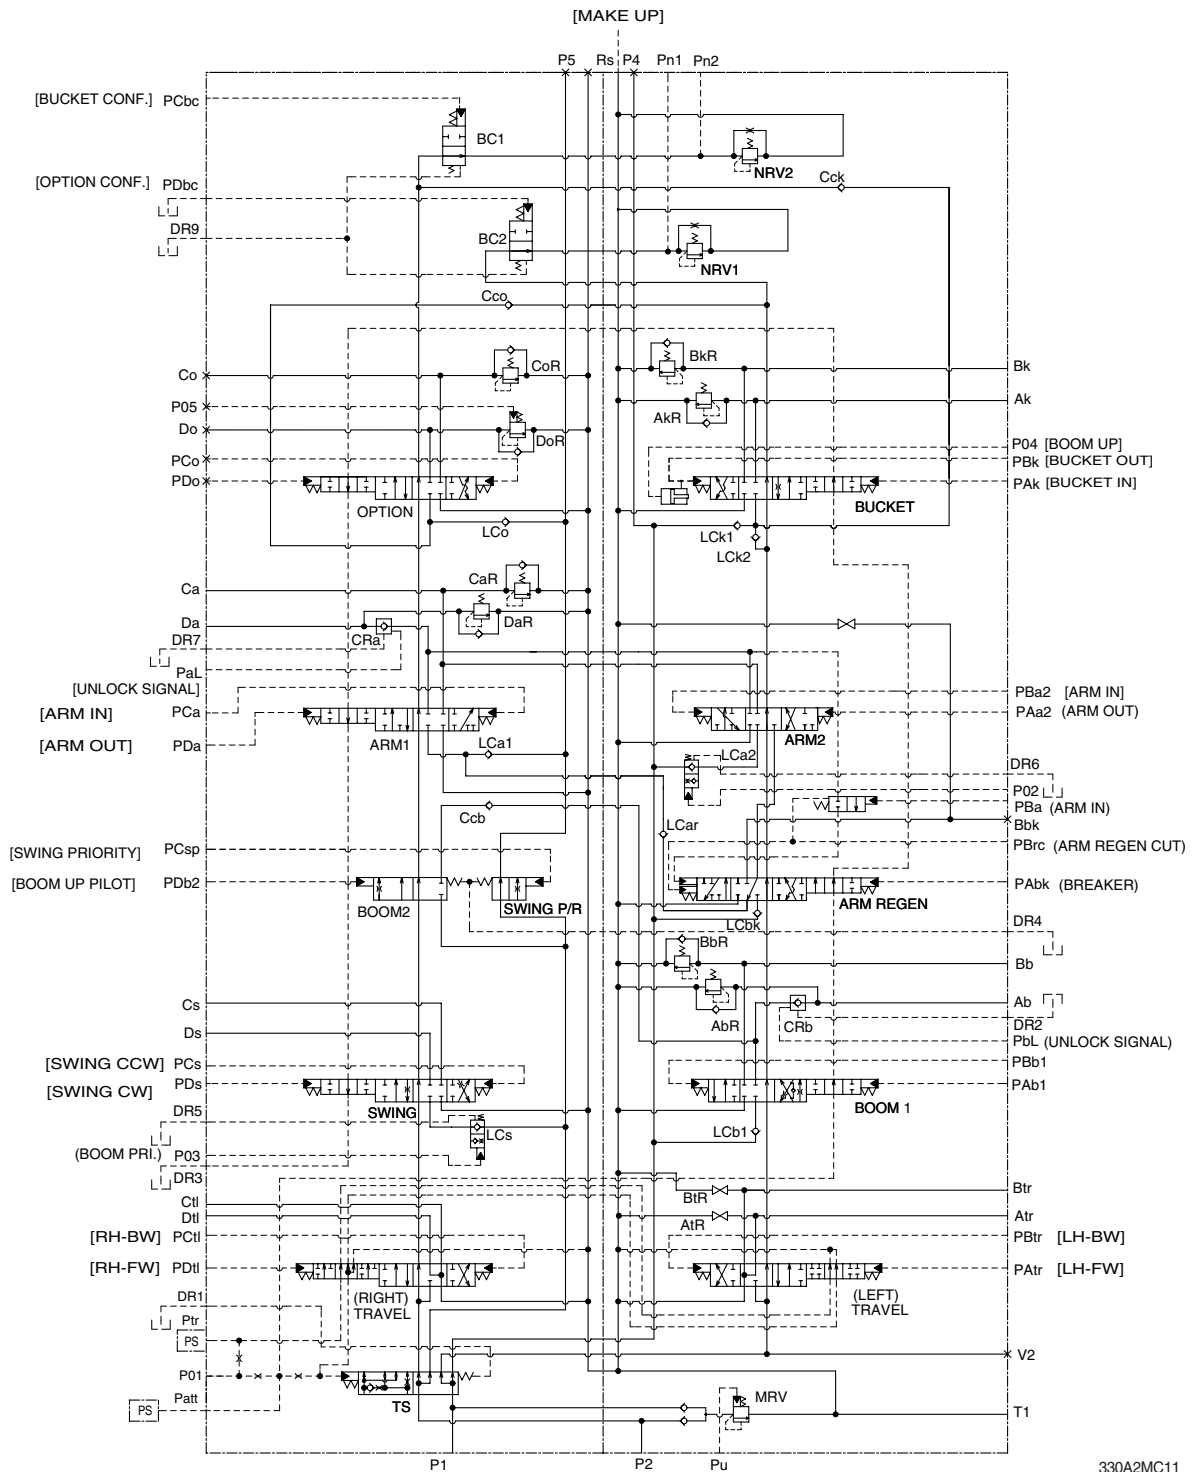 [MAKE UP]
P5 Rs P4 Pn1 Pn2
[BUCKET CONF.] PCbc
BC1
NRV2
Cck
[OPTION CONF.] PDbc
DR9
BC2
NRV1
Cco
CoR
BkR
Co
Bk
P05
AkR
Ak
Do
DoR
PCo
P04 [BOOM UP]
PBk [BUCKET OUT]
PDo
PAk [BUCKET IN]
OPTION
BUCKET
LCo
LCk1
LCk2
Ca
CaR
Da
DaR
CRa
DR7
PaL
[UNLOCK SIGNAL]
PBa2 [ARM IN]
[ARM IN] PCa
PAa2 (ARM OUT)
[ARM OUT] PDa
ARM1
ARM2
LCa1
LCa2
DR6
P02
Ccb
PBa (ARM IN)
LCar
Bbk
[SWING PRIORITY] PCsp
PBrc (ARM REGEN CUT)
[BOOM UP PILOT] PDb2
PAbk (BREAKER)
BOOM2
SWING P/R
ARM REGEN
LCbk
DR4
BbR
Bb
Cs
Ab
AbR
CRb
DR2
Ds
PbL (UNLOCK SIGNAL)
[SWING CCW] PCs
PBb1
[SWING CW] PDs
PAb1
DR5
SWING
BOOM 1
LCs
LCb1
(BOOM PRI.) P03
DR3
Ctl
BtR
Btr
Dtl
AtR
Atr
[RH-BW] PCtl
PBtr [LH-BW]
[RH-FW] PDtl
PAtr [LH-FW]
DR1
(RIGHT)
TRAVEL
(LEFT)
TRAVEL
Ptr
PS
V2
P01
Patt
PS
TS
MRV
T1
P1
P2
Pu
330A2MC11